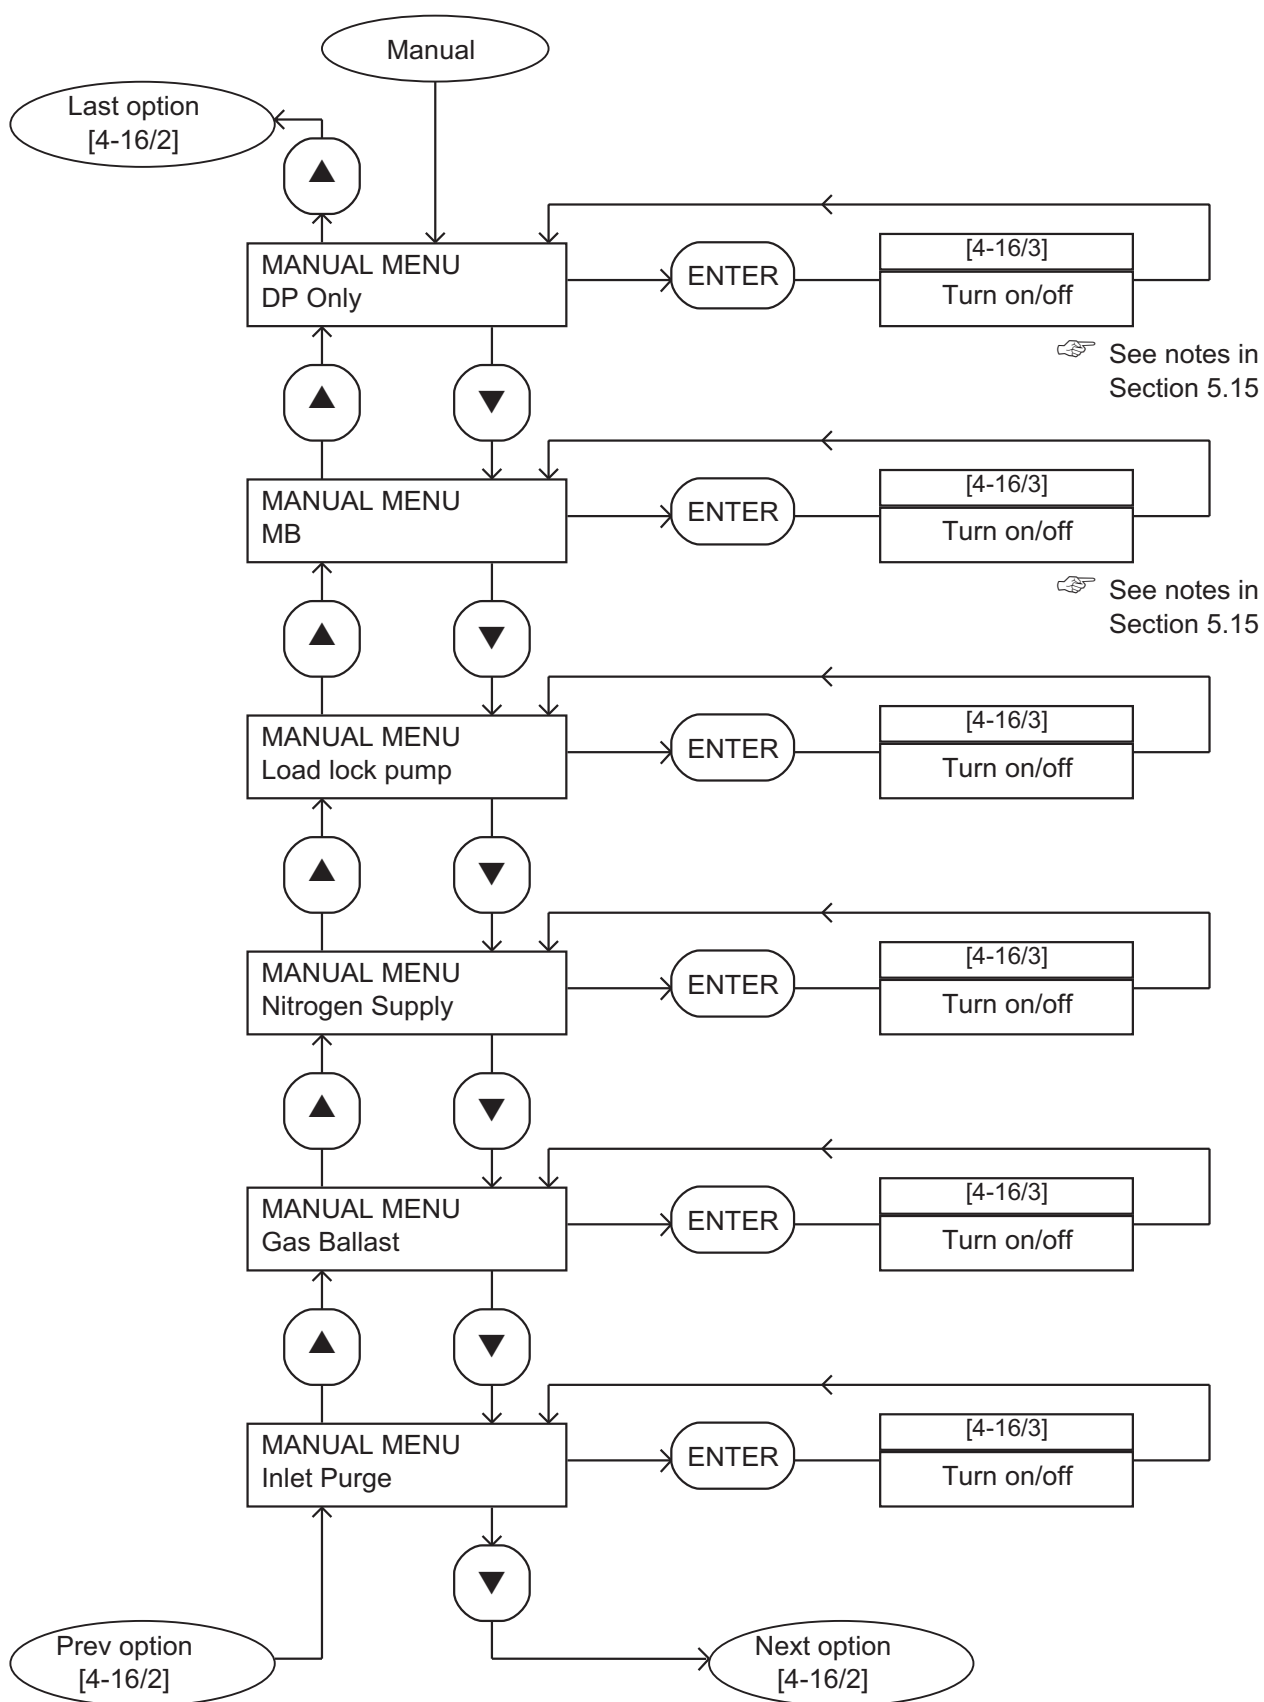 Manual
Last option
[4-16/2]
MANUAL MENU
DP Only
ENTER
[4-16/3]
Turn on/off
See notes in
Section 5.15
MANUAL MENU
MB
ENTER
[4-16/3]
Turn on/off
See notes in
Section 5.15
MANUAL MENU
Load lock pump
ENTER
[4-16/3]
Turn on/off
MANUAL MENU
Nitrogen Supply
ENTER
[4-16/3]
Turn on/off
MANUAL MENU
Gas Ballast
ENTER
[4-16/3]
Turn on/off
MANUAL MENU
Inlet Purge
ENTER
[4-16/3]
Turn on/off
Prev option
[4-16/2]
Next option
[4-16/2]